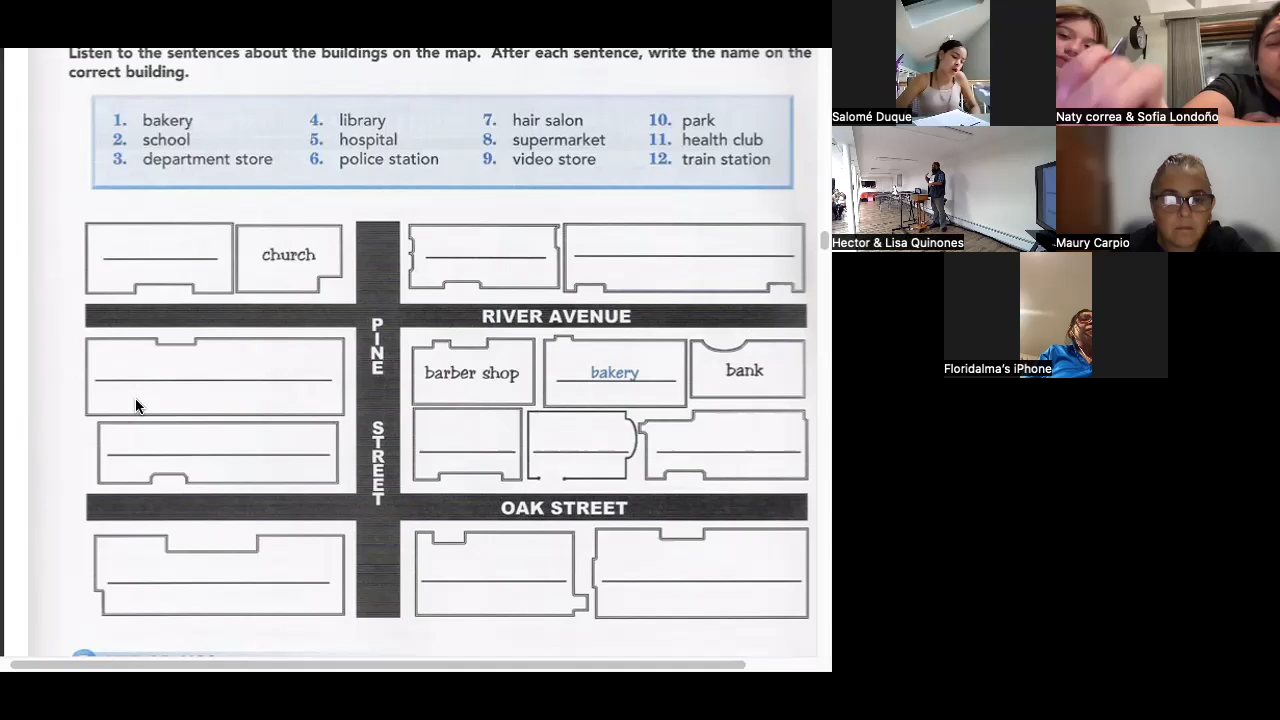 Listen to the sentences about the buildings on the map. After each sentence, write the name on the
correct building.
1. bakery
2. school
3. department store
4. library
5. hospital
6. police station
7. hair salon
8. supermarket
9. video store
10. park
11. health club
12. train station
church
RIVER AVENUE
PINE STREET
barber shop
bakery
bank
OAK STREET
Salomé Duque
Naty correa & Sofia Londoño
Hector & Lisa Quinones
Maury Carpio
Floridalma's iPhone